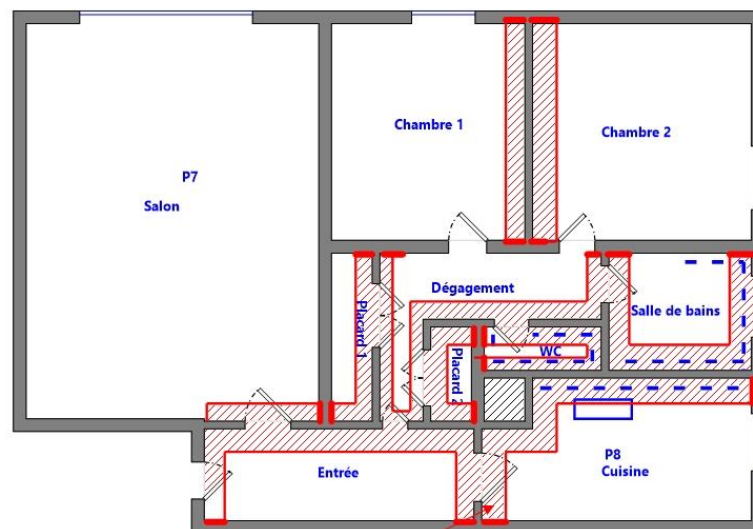 Chambre 1
Chambre 2
P7
Salon
Dégagement
Placard 1
Salle de bains
WC
Placard 2
P8
Cuisine
Entrée